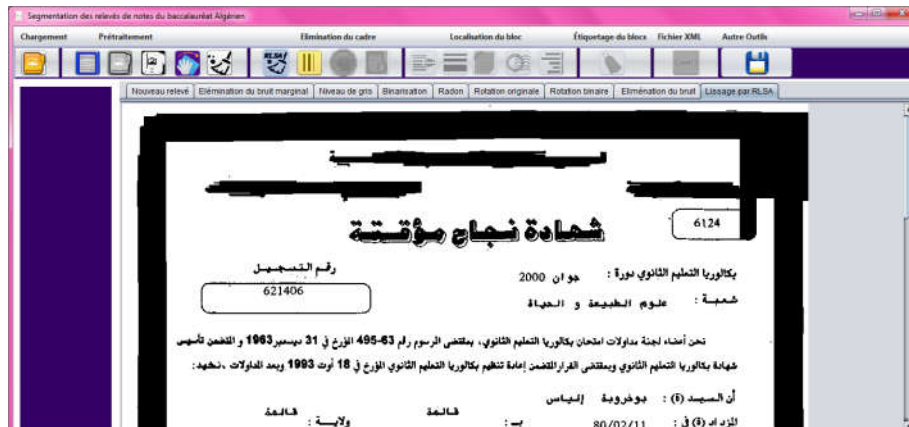 Segmentation des relevés de notes du baccalauréat Algérien
Chargement Prétraitement Elimination du cadre Localisation du bloc Étiquetage du blocs Fichier XML Autre Outils
RLSA
Nouveau relevé Elémination du bruit marginal Niveau de gris Binarisation Radon Rotation originale Rotation binaire Eliménation du bruit Lissage par RLSA
6124
شهادة نجاح مؤقتة
بكالوريا التعليم الثانوي دورة : جوان 2000 رقم التسجيل
شعبة : علوم الطبيعة و الحياة 621406
نحن أعضاء لجنة مداولات امتحان بكالوريا التعليم الثانوي، بمقتضى الرسوم رقم 63-495 المؤرخ في 31 ديسمبر 1963 و المتضمن تأسيس
شهادة بكالوريا التعليم الثانوي وبمقتضى القرار المتضمن إعادة تنظيم بكالوريا التعليم الثانوي المؤرخ في 18 أوت 1993 وبعد المداولات ، نشهد :
أن السيد (ة) : بوخروبة إلياس
المزداد (ة) في : 80/02/11 بـ : قالمة ولاية : قالمة